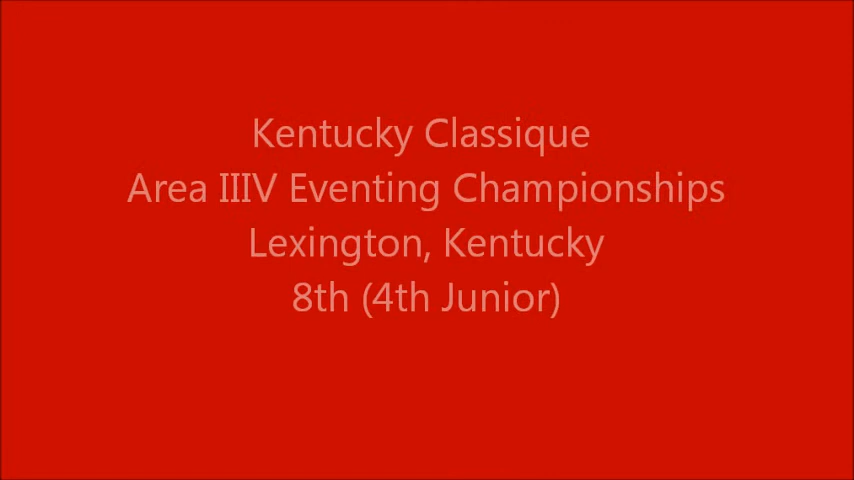 Kentucky Classique
Area IIIV Eventing Championships
Lexington, Kentucky
8th (4th Junior)